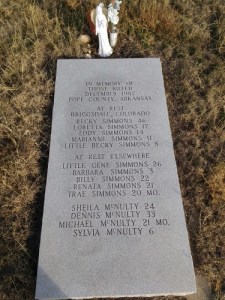 IN MEMORY OF
THOSE KILLED
DECEMBER 1987
POPE COUNTY, ARKANSAS
AT REST
BRIGGSDALE, COLORADO
BECKY SIMMONS 46
LORETTA SIMMONS 17
EDDY SIMMONS 14
MARIANNE SIMMONS 11
LITTLE BECKY SIMMONS 8
AT REST ELSEWHERE
LITTLE GENE SIMMONS 26
BARBARA SIMMONS 3
BILLY SIMMONS 22
RENATA SIMMONS 21
TRAE SIMMONS 20 MO.
SHEILA MCNULTY 24
DENNIS MCNULTY 33
MICHAEL MCNULTY 21 MO.
SYLVIA MCNULTY 6